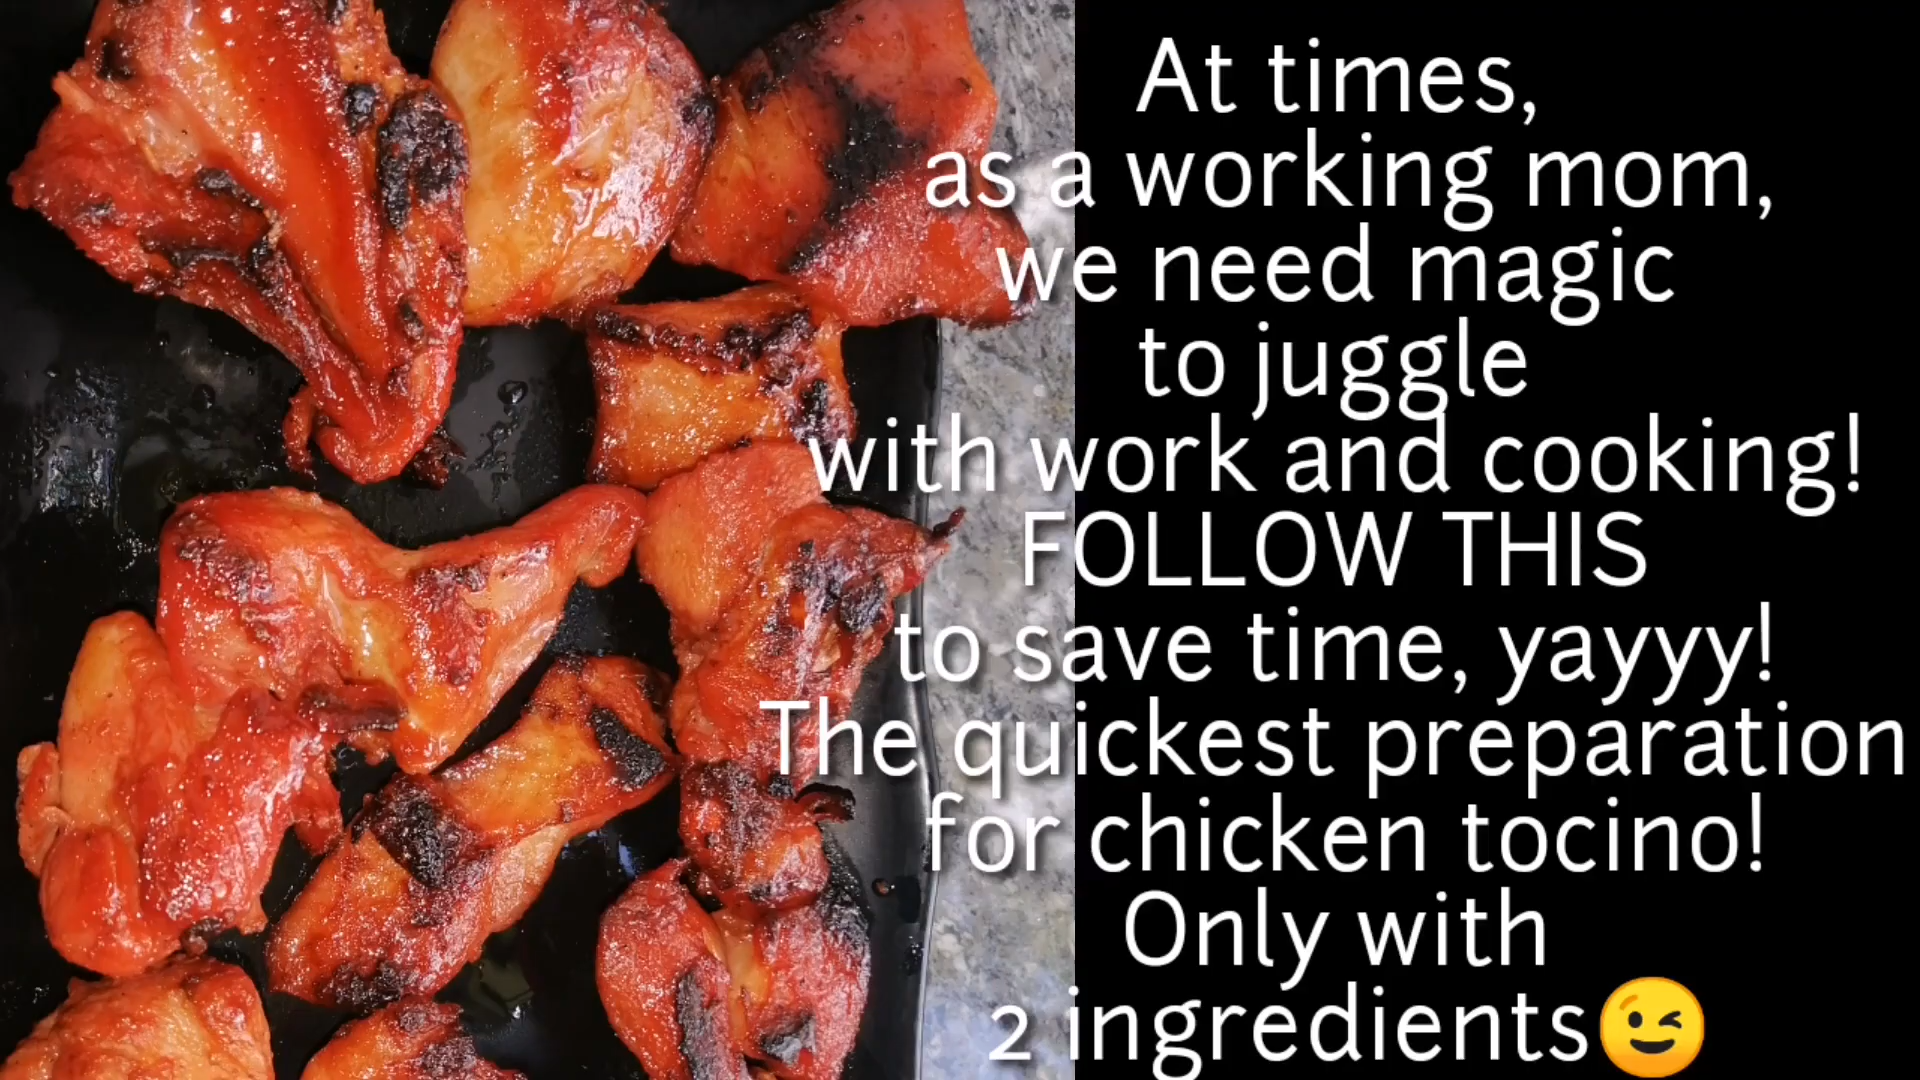 At times,
as a working mom,
we need magic
to juggle
with work and cooking!
FOLLOW THIS
to save time, yayyy!
The quickest preparation
for chicken tocino!
Only with
2 ingredients😉